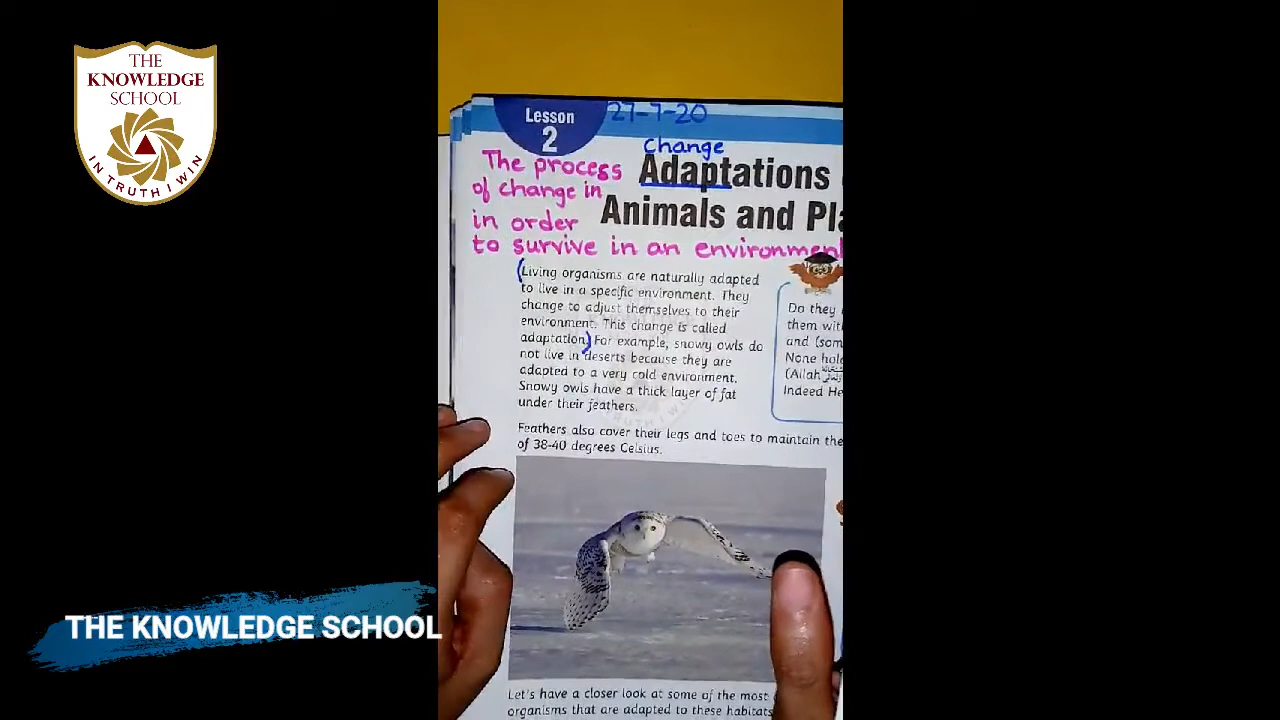 THE
KNOWLEDGE
SCHOOL
IN TRUTH I WIN
THE KNOWLEDGE SCHOOL
Lesson
2
27-7-20
Change
Adaptations
Animals and Pla
The process
of change in
in order
to survive in an environment
(Living organisms are naturally adapted
to live in a specific environment. They
change to adjust themselves to their
environment. This change is called
adaptation.) For example, snowy owls do
not live in deserts because they are
adapted to a very cold environment.
Snowy owls have a thick layer of fat
under their feathers.
Do they
them with
and (som
None hold
(Allah
Indeed He
Feathers also cover their legs and toes to maintain the
of 38-40 degrees Celsius.
Let's have a closer look at some of the most
organisms that are adapted to these habitats